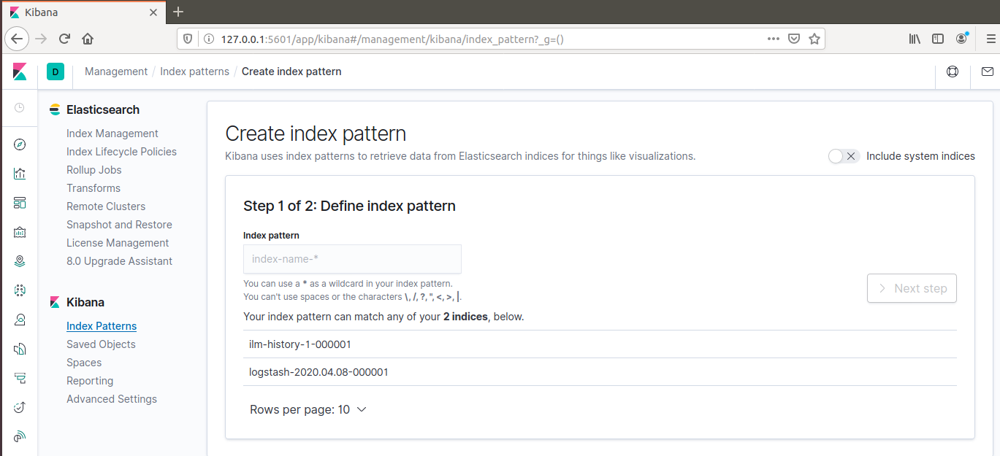 Kibana
127.0.0.1:5601/app/kibana#/management/kibana/index_pattern?_g=()
D
Management / Index patterns / Create index pattern
Elasticsearch
Index Management
Index Lifecycle Policies
Rollup Jobs
Transforms
Remote Clusters
Snapshot and Restore
License Management
8.0 Upgrade Assistant
Kibana
Index Patterns
Saved Objects
Spaces
Reporting
Advanced Settings
Create index pattern
Kibana uses index patterns to retrieve data from Elasticsearch indices for things like visualizations.
Include system indices
Step 1 of 2: Define index pattern
Index pattern
index-name-*
You can use a * as a wildcard in your index pattern.
You can't use spaces or the characters \, /, ?, ", <, >, |.
Next step
Your index pattern can match any of your 2 indices, below.
ilm-history-1-000001
logstash-2020.04.08-000001
Rows per page: 10